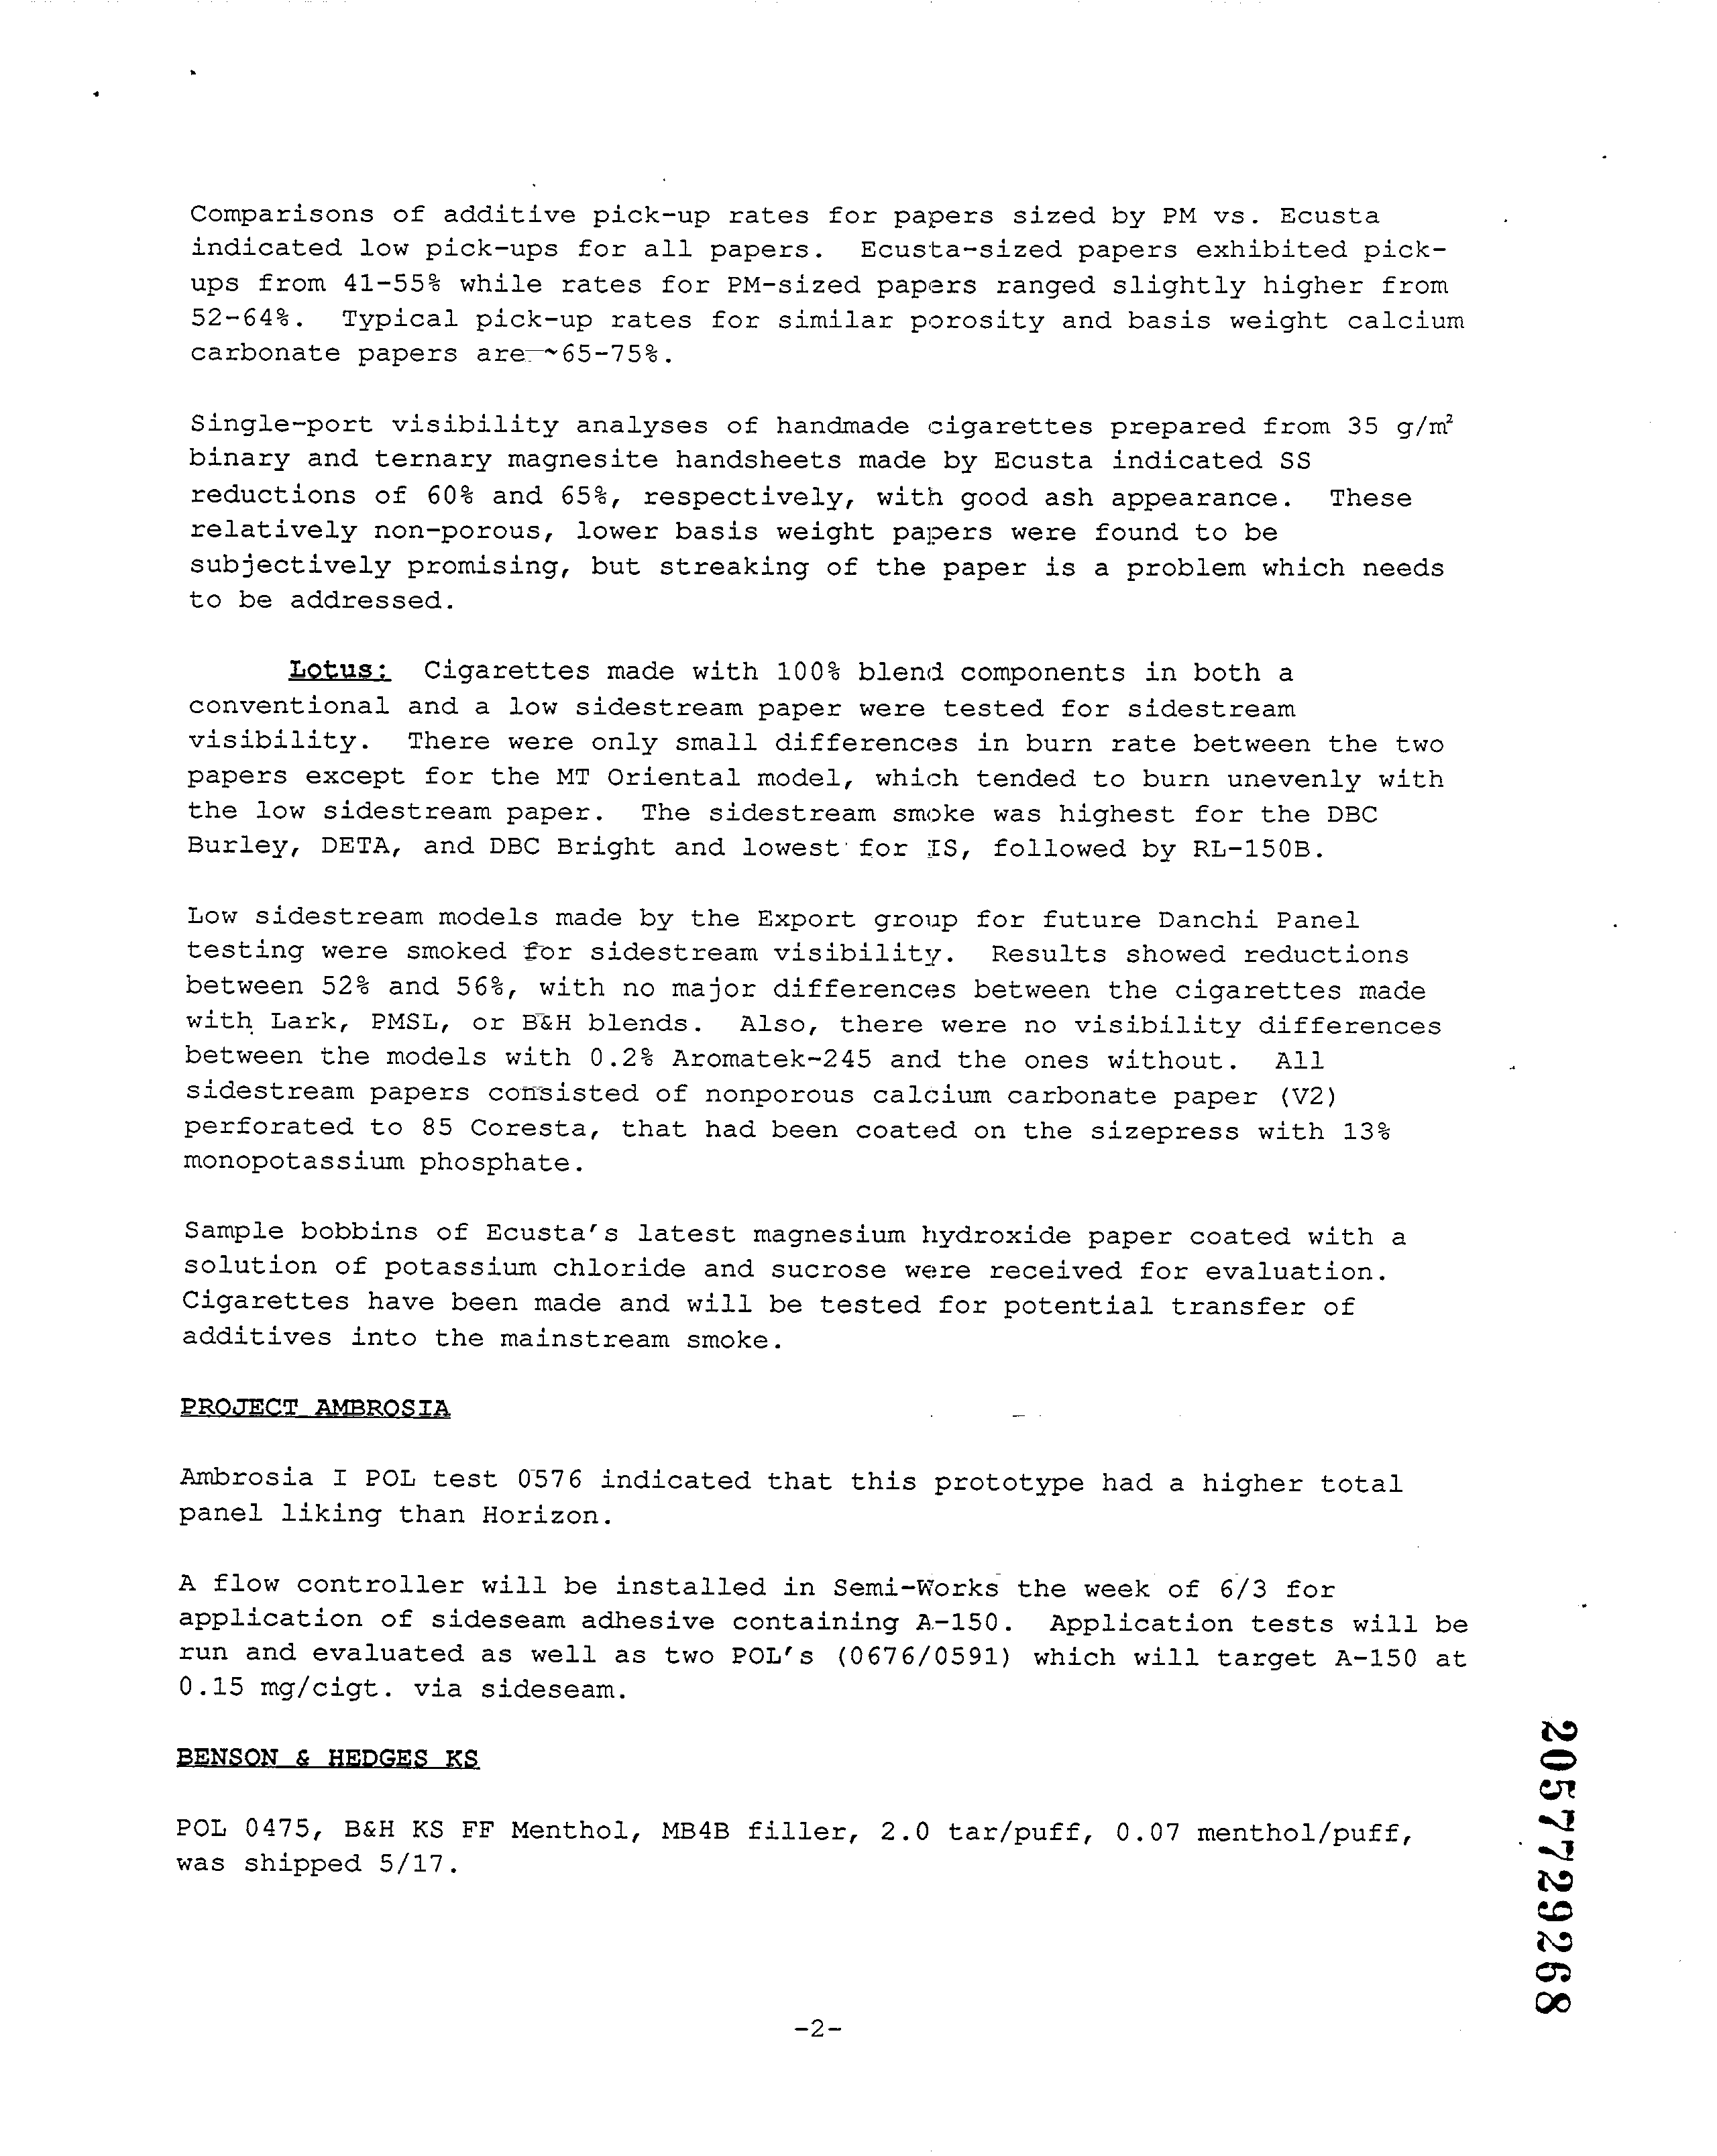 Comparisons of additive pick-up rates for papers sized by PM vs. Ecusta
indicated low pick-ups for all papers. Ecusta-sized papers exhibited pick-
ups from 41-55% while rates for PM-sized papers ranged slightly higher from
52-64%. Typical pick-up rates for similar porosity and basis weight calcium
carbonate papers are ~65-75%.
Single-port visibility analyses of handmade cigarettes prepared from 35 g/m²
binary and ternary magnesite handsheets made by Ecusta indicated SS
reductions of 60% and 65%, respectively, with good ash appearance. These
relatively non-porous, lower basis weight papers were found to be
subjectively promising, but streaking of the paper is a problem which needs
to be addressed.
Lotus: Cigarettes made with 100% blend components in both a
conventional and a low sidestream paper were tested for sidestream
visibility. There were only small differences in burn rate between the two
papers except for the MT Oriental model, which tended to burn unevenly with
the low sidestream paper. The sidestream smoke was highest for the DBC
Burley, DETA, and DBC Bright and lowest for IS, followed by RL-150B.
Low sidestream models made by the Export group for future Danchi Panel
testing were smoked for sidestream visibility. Results showed reductions
between 52% and 56%, with no major differences between the cigarettes made
with Lark, PMSL, or B&H blends. Also, there were no visibility differences
between the models with 0.2% Aromatek-245 and the ones without. All
sidestream papers consisted of nonporous calcium carbonate paper (V2)
perforated to 85 Coresta, that had been coated on the sizepress with 13%
monopotassium phosphate.
Sample bobbins of Ecusta's latest magnesium hydroxide paper coated with a
solution of potassium chloride and sucrose were received for evaluation.
Cigarettes have been made and will be tested for potential transfer of
additives into the mainstream smoke.
PROJECT AMBROSIA
Ambrosia I POL test 0576 indicated that this prototype had a higher total
panel liking than Horizon.
A flow controller will be installed in Semi-Works the week of 6/3 for
application of sideseam adhesive containing A-150. Application tests will be
run and evaluated as well as two POL's (0676/0591) which will target A-150 at
0.15 mg/cigt. via sideseam.
BENSON & HEDGES KS
POL 0475, B&H KS FF Menthol, MB4B filler, 2.0 tar/puff, 0.07 menthol/puff,
was shipped 5/17.
-2-
2057729268